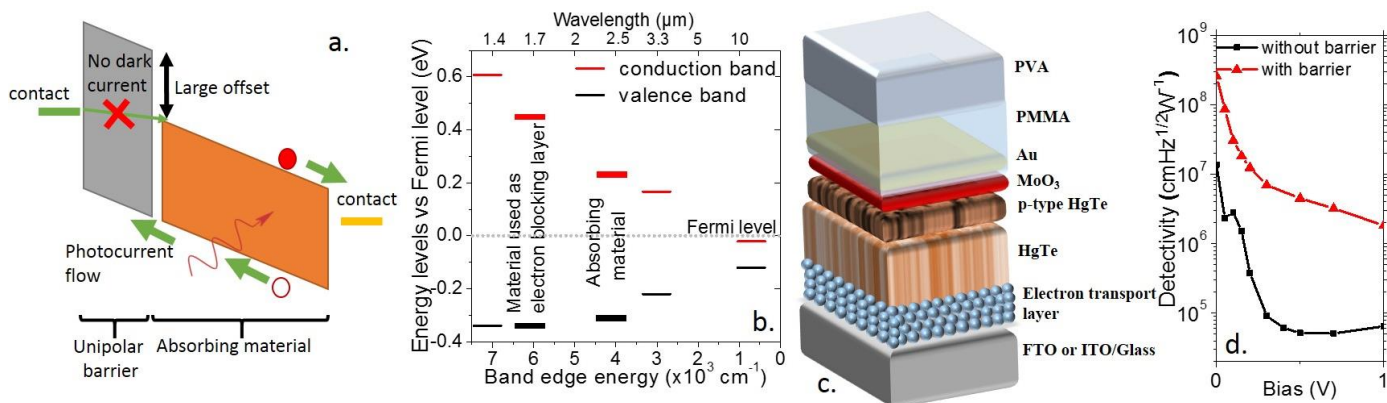 a.
No dark
current
contact
Large offset
contact
Photocurrent
flow
Unipolar
barrier
Absorbing material
Wavelength (µm)
1.4 1.7 2 2.5 3.3 5 10
Energy levels vs Fermi level (eV)
0.6
0.4
0.2
0.0
-0.2
-0.4
conduction band
valence band
Material used as
electron blocking layer
Absorbing
material
Fermi level
b.
7 6 5 4 3 2 1 0
Band edge energy (x10³ cm⁻¹)
PVA
PMMA
Au
MoO₃
p-type HgTe
HgTe
Electron transport
layer
FTO or ITO/Glass
c.
Detectivity (cmHz^1/2W⁻¹)
10⁹
10⁸
10⁷
10⁶
10⁵
without barrier
with barrier
d.
0 1
Bias (V)